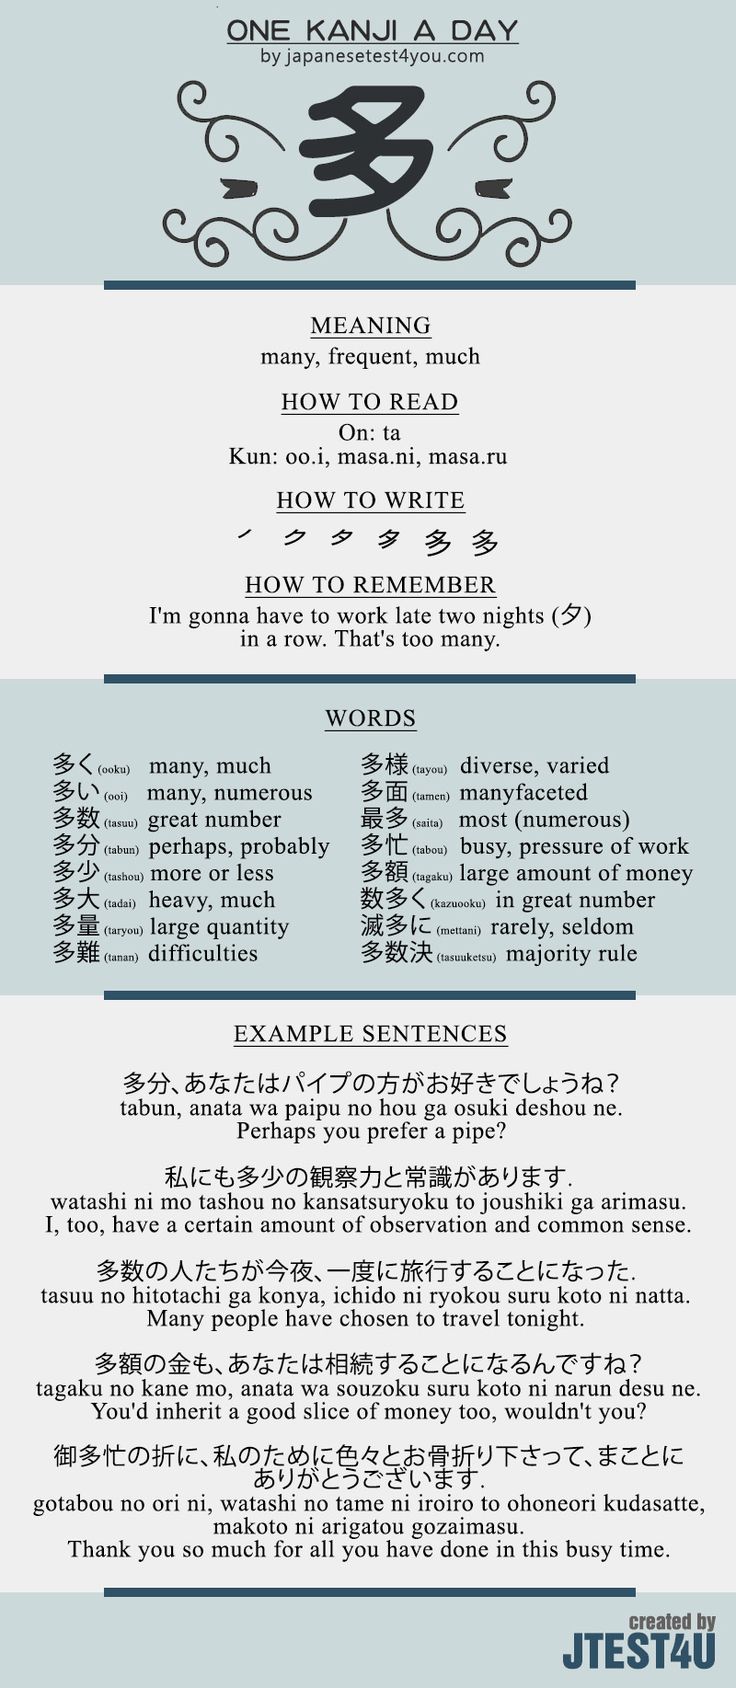 ONE KANJI A DAY
by japanesetest4you.com
多
MEANING
many, frequent, much
HOW TO READ
On: ta
Kun: oo.i, masa.ni, masa.ru
HOW TO WRITE
ノ ク タ 多 多 多
HOW TO REMEMBER
I'm gonna have to work late two nights (夕)
in a row. That's too many.
WORDS
多く (ooku) many, much
多い (ooi) many, numerous
多数 (tasuu) great number
多分 (tabun) perhaps, probably
多少 (tashou) more or less
多大 (tadai) heavy, much
多量 (taryou) large quantity
多難 (tanan) difficulties
多様 (tayou) diverse, varied
多面 (tamen) manyfaceted
最多 (saita) most (numerous)
多忙 (tabou) busy, pressure of work
多額 (tagaku) large amount of money
数多く (kazuooku) in great number
滅多に (mettani) rarely, seldom
多数決 (tasuuketsu) majority rule
EXAMPLE SENTENCES
多分、あなたはパイプの方がお好きでしょうね?
tabun, anata wa paipu no hou ga osuki deshou ne.
Perhaps you prefer a pipe?
私にも多少の観察力と常識があります.
watashi ni mo tashou no kansatsuryoku to joushiki ga arimasu.
I, too, have a certain amount of observation and common sense.
多数の人たちが今夜、一度に旅行することになった.
tasuu no hitotachi ga konya, ichido ni ryokou suru koto ni natta.
Many people have chosen to travel tonight.
多額の金も、あなたは相続することになるんですね?
tagaku no kane mo, anata wa souzoku suru koto ni narun desu ne.
You'd inherit a good slice of money too, wouldn't you?
御多忙の折に、私のために色々とお骨折り下さって、まことに
ありがとうございます.
gotabou no ori ni, watashi no tame ni iroiro to ohoneori kudasatte,
makoto ni arigatou gozaimasu.
Thank you so much for all you have done in this busy time.
created by
JTEST4U